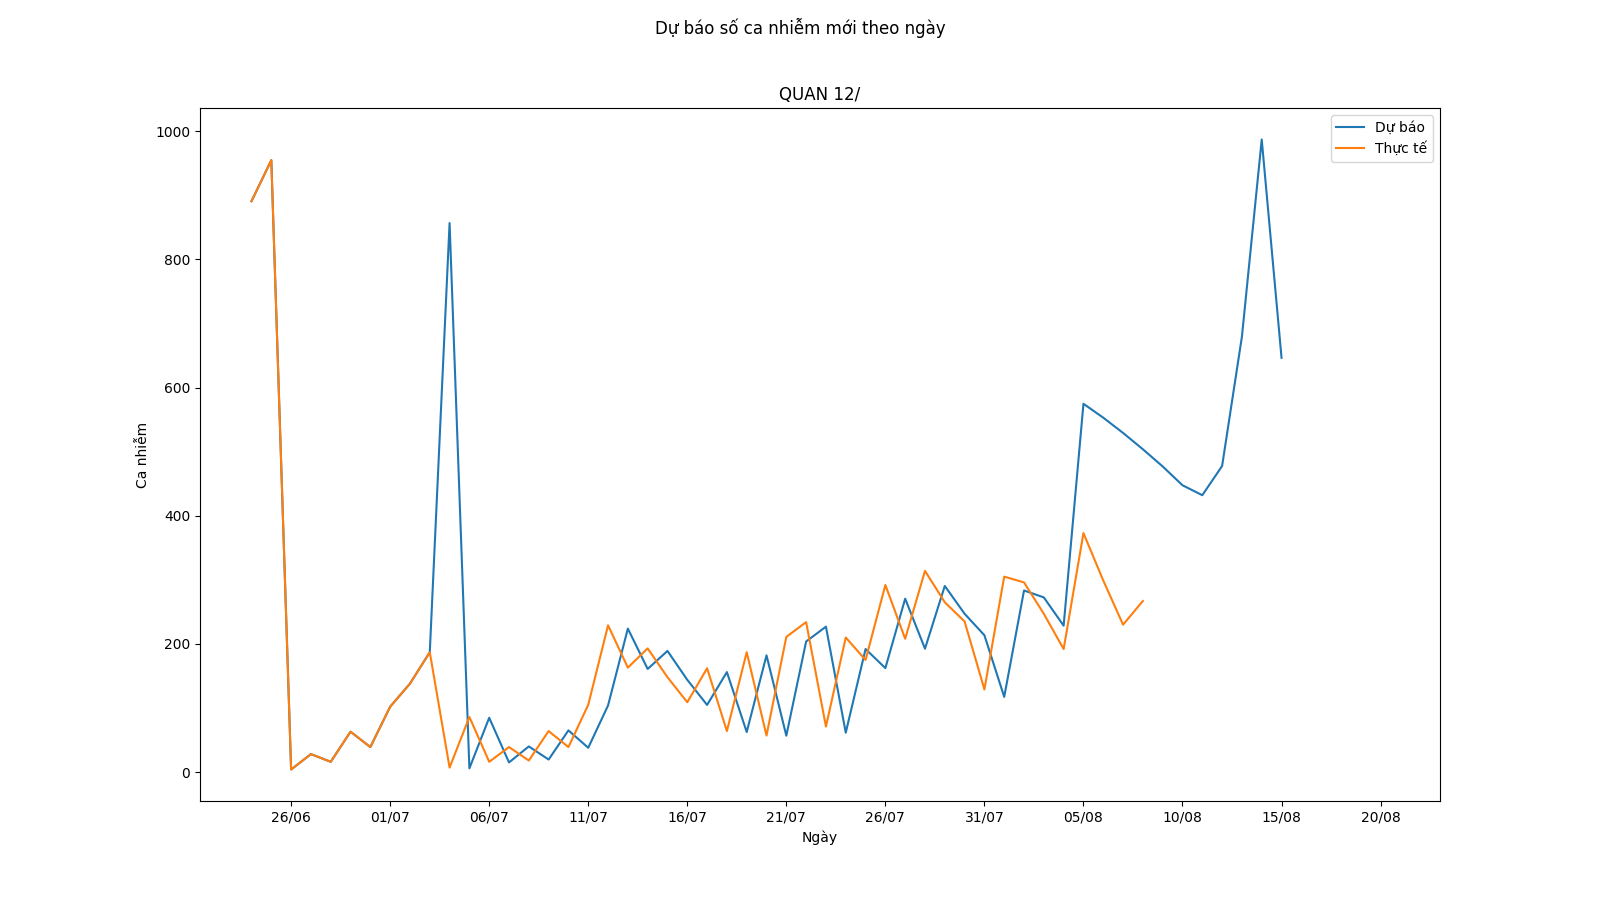 Dự báo số ca nhiễm mới theo ngày
QUAN 12/
1000
800
600
400
200
0
Ca nhiễm
Dự báo
Thực tế
26/06 01/07 06/07 11/07 16/07 21/07 26/07 31/07 05/08 10/08 15/08 20/08
Ngày